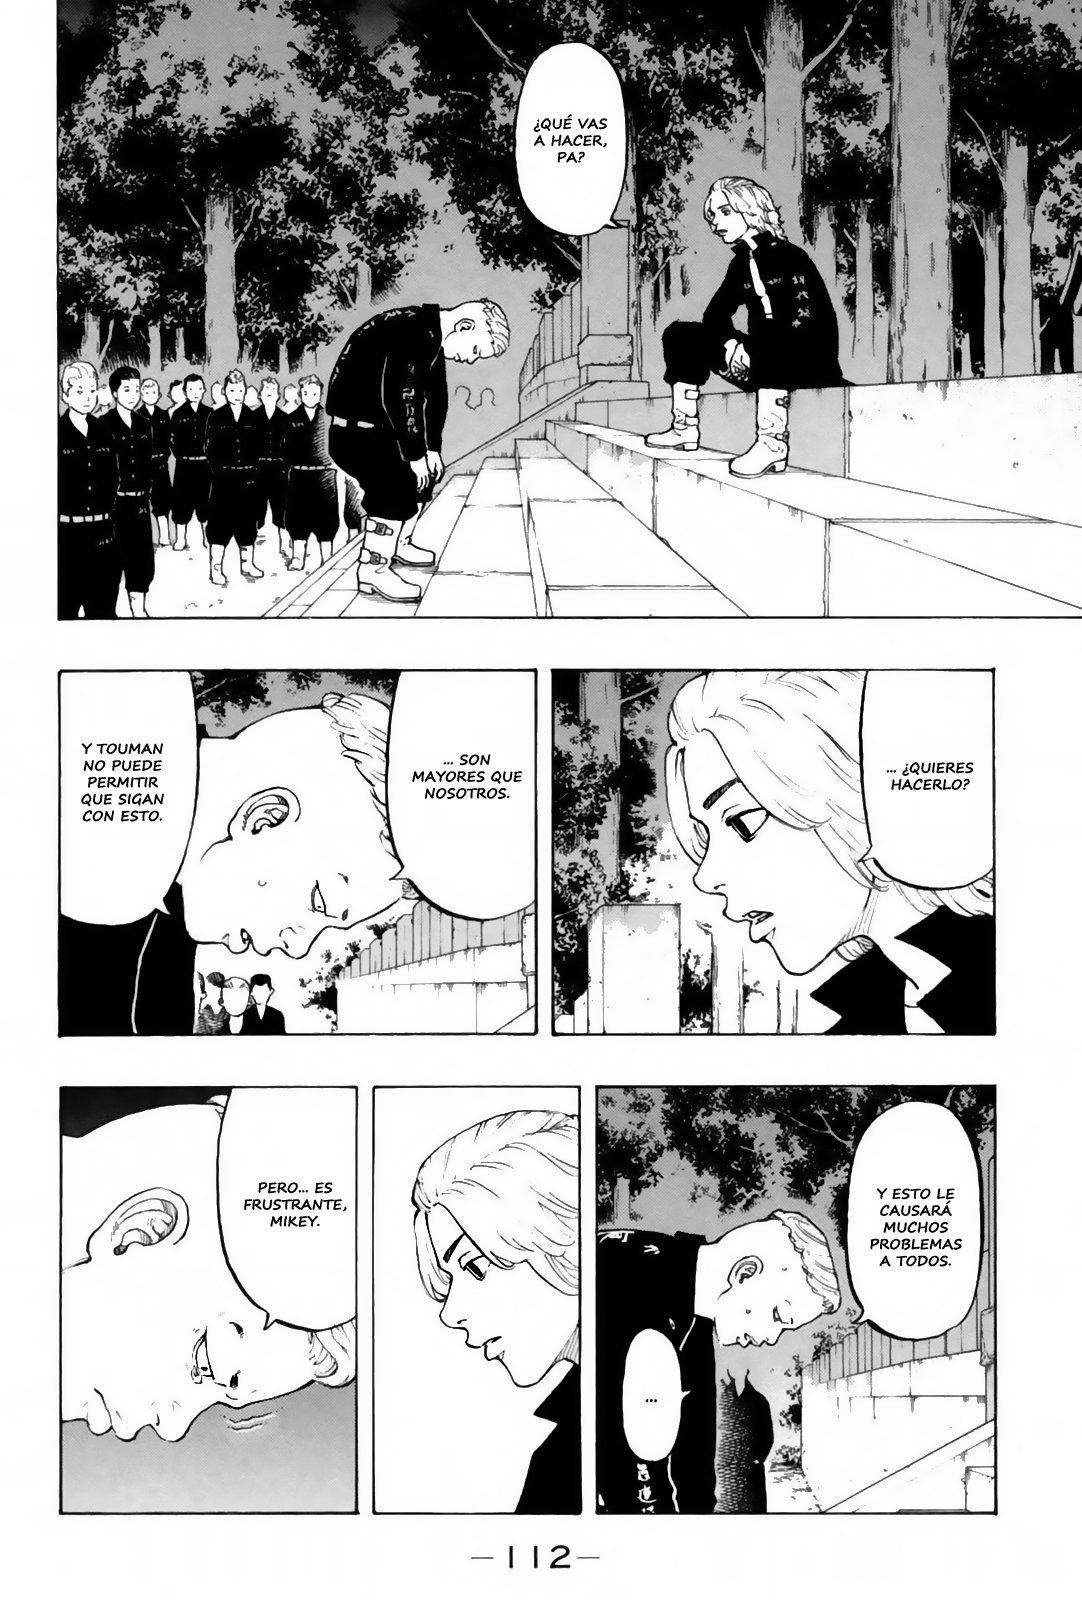 ¿QUÉ VAS
A HACER,
PA?
... ¿QUIERES
HACERLO?
... SON
MAYORES QUE
NOSOTROS.
Y TOUMAN
NO PUEDE
PERMITIR
QUE SIGAN
CON ESTO.
Y ESTO LE
CAUSARÁ
MUCHOS
PROBLEMAS
A TODOS.
...
PERO... ES
FRUSTRANTE,
MIKEY.
—112—